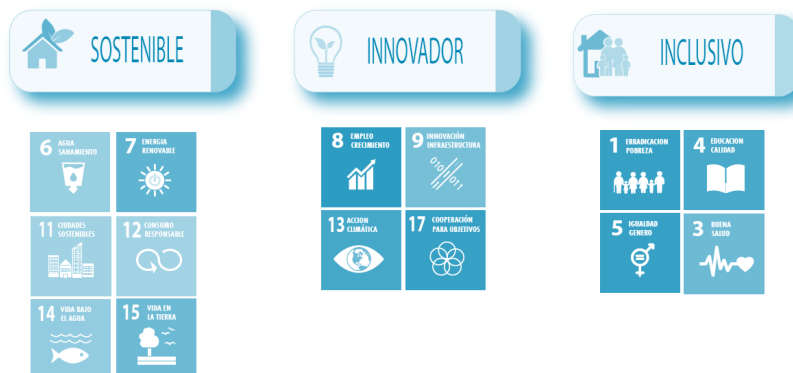 SOSTENIBLE
6 AGUA
SANAMIENTO
7 ENERGIA
RENOVABLE
11 CIUDADES
SOSTENIBLES
12 CONSUMO
RESPONSABLE
14 VIDA BAJO
EL AGUA
15 VIDA EN
LA TIERRA
INNOVADOR
8 EMPLEO
CRECIMIENTO
9 INNOVACIÓN
INFRAESTRUCTURA
010
011
13 ACCION
CLIMÁTICA
17 COOPERACIÓN
PARA OBJETIVOS
INCLUSIVO
1 ERRADICACION
POBREZA
4 EDUCACION
CALIDAD
5 IGUALDAD
GENERO
3 BUENA
SALUD